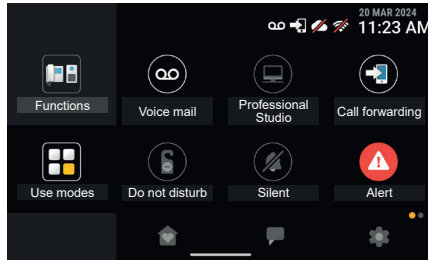 20 MAR 2024
11:23 AM
Functions
Voice mail
Professional
Studio
Call forwarding
Use modes
Do not disturb
Silent
Alert